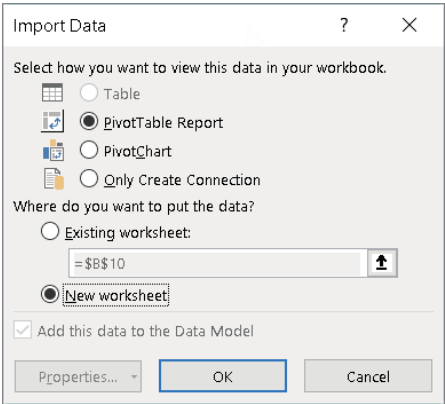 Import Data ?
Select how you want to view this data in your workbook.
Table
PivotTable Report
PivotChart
Only Create Connection
Where do you want to put the data?
Existing worksheet:
=$B$10
New worksheet
Add this data to the Data Model
Properties... OK Cancel